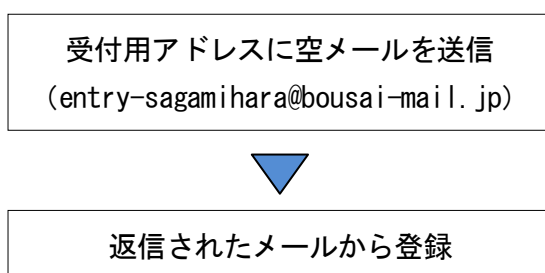 受付用アドレスに空メールを送信
(entry-sagamihara@bousai-mail.jp)
返信されたメールから登録